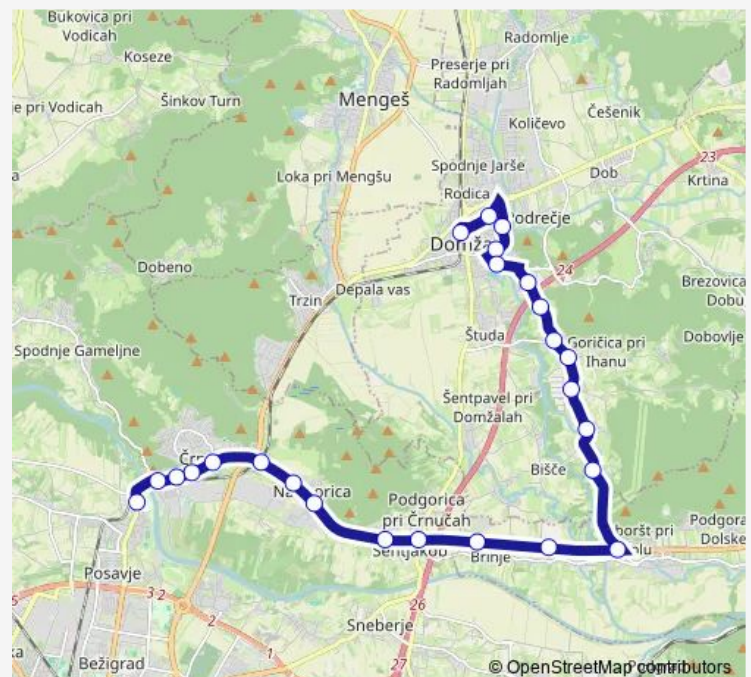 Bukovica pri
Vodicah
Koseze
Radomlje
Preserje pri
Radomljah
Mengeš
e pri Vodicah
Šinkov Turn
Količevo
Češenik
23
Spodnje Jarše
Loka pri Mengšu
Dob
Krtina
Rodica
Podrečje
Domža
Dobeno
24
Trzin
Depala vas
Brezovica
Dobu
Študa
Goričica pri
Ihanu
Dobovlje
Spodnje Gameljne
Šentpavel pri
Domžalah
Črn
Bišče
Podgorica
pri Črnučah
boršt pri
Podgora
Dolske
Šentjakob
Brinje
Posavje
5
3
2
2
26
Sneberje
1
Bežigrad
27
© OpenStreetMap contributors